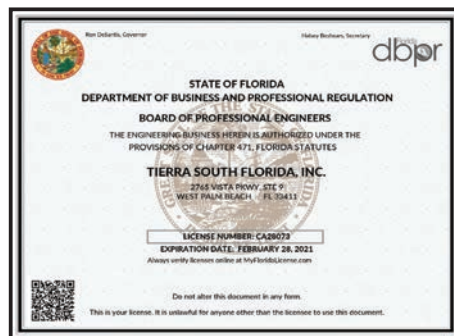 Ron DeSantis, Governor
Halsey Beshears, Secretary
Florida
dbpr
STATE OF FLORIDA
DEPARTMENT OF BUSINESS AND PROFESSIONAL REGULATION
BOARD OF PROFESSIONAL ENGINEERS
THE ENGINEERING BUSINESS HEREIN IS AUTHORIZED UNDER THE
PROVISIONS OF CHAPTER 471, FLORIDA STATUTES
TIERRA SOUTH FLORIDA, INC.
2765 VISTA PKWY, STE 9
WEST PALM BEACH FL 33411
LICENSE NUMBER: CA28073
EXPIRATION DATE: FEBRUARY 28, 2021
Always verify licenses online at MyFloridaLicense.com
Do not alter this document in any form.
This is your license. It is unlawful for anyone other than the licensee to use this document.